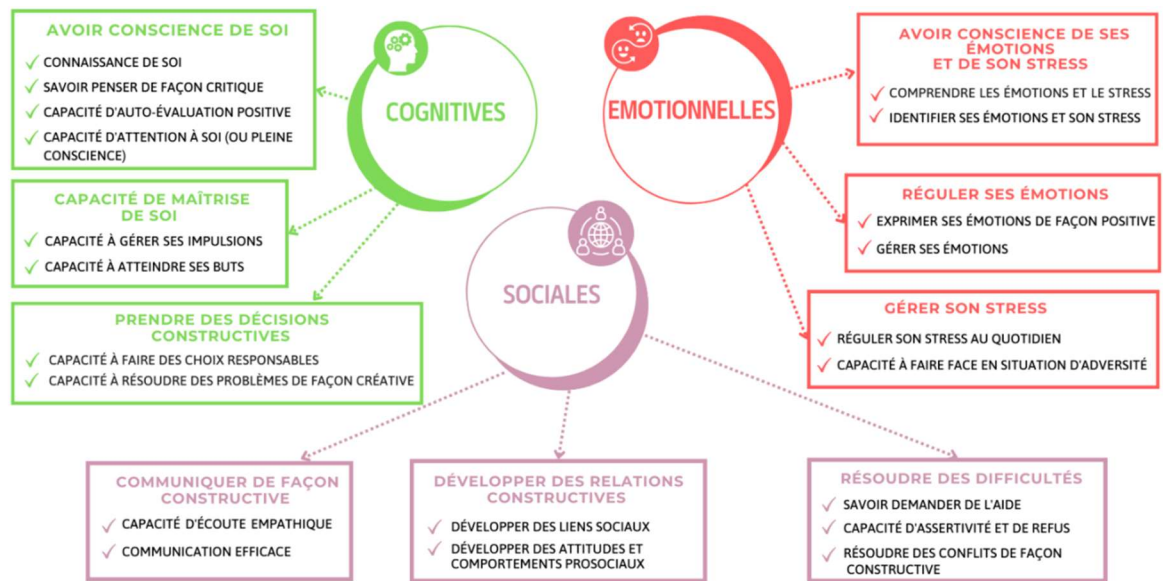 COGNITIVES
AVOIR CONSCIENCE DE SOI
CONNAISSANCE DE SOI
SAVOIR PENSER DE FAÇON CRITIQUE
CAPACITÉ D'AUTO-ÉVALUATION POSITIVE
CAPACITÉ D'ATTENTION À SOI (OU PLEINE
CONSCIENCE)
CAPACITÉ DE MAÎTRISE
DE SOI
CAPACITÉ À GÉRER SES IMPULSIONS
CAPACITÉ À ATTEINDRE SES BUTS
PRENDRE DES DÉCISIONS
CONSTRUCTIVES
CAPACITÉ À FAIRE DES CHOIX RESPONSABLES
CAPACITÉ À RÉSOUDRE DES PROBLÈMES DE FAÇON CRÉATIVE
EMOTIONNELLES
AVOIR CONSCIENCE DE SES
ÉMOTIONS
ET DE SON STRESS
COMPRENDRE LES ÉMOTIONS ET LE STRESS
IDENTIFIER SES ÉMOTIONS ET SON STRESS
RÉGULER SES ÉMOTIONS
EXPRIMER SES ÉMOTIONS DE FAÇON POSITIVE
GÉRER SES ÉMOTIONS
GÉRER SON STRESS
RÉGULER SON STRESS AU QUOTIDIEN
CAPACITÉ À FAIRE FACE EN SITUATION D'ADVERSITÉ
SOCIALES
COMMUNIQUER DE FAÇON
CONSTRUCTIVE
CAPACITÉ D'ÉCOUTE EMPATHIQUE
COMMUNICATION EFFICACE
DÉVELOPPER DES RELATIONS
CONSTRUCTIVES
DÉVELOPPER DES LIENS SOCIAUX
DÉVELOPPER DES ATTITUDES ET
COMPORTEMENTS PROSOCIAUX
RÉSOUDRE DES DIFFICULTÉS
SAVOIR DEMANDER DE L'AIDE
CAPACITÉ D'ASSERTIVITÉ ET DE REFUS
RÉSOUDRE DES CONFLITS DE FAÇON
CONSTRUCTIVE